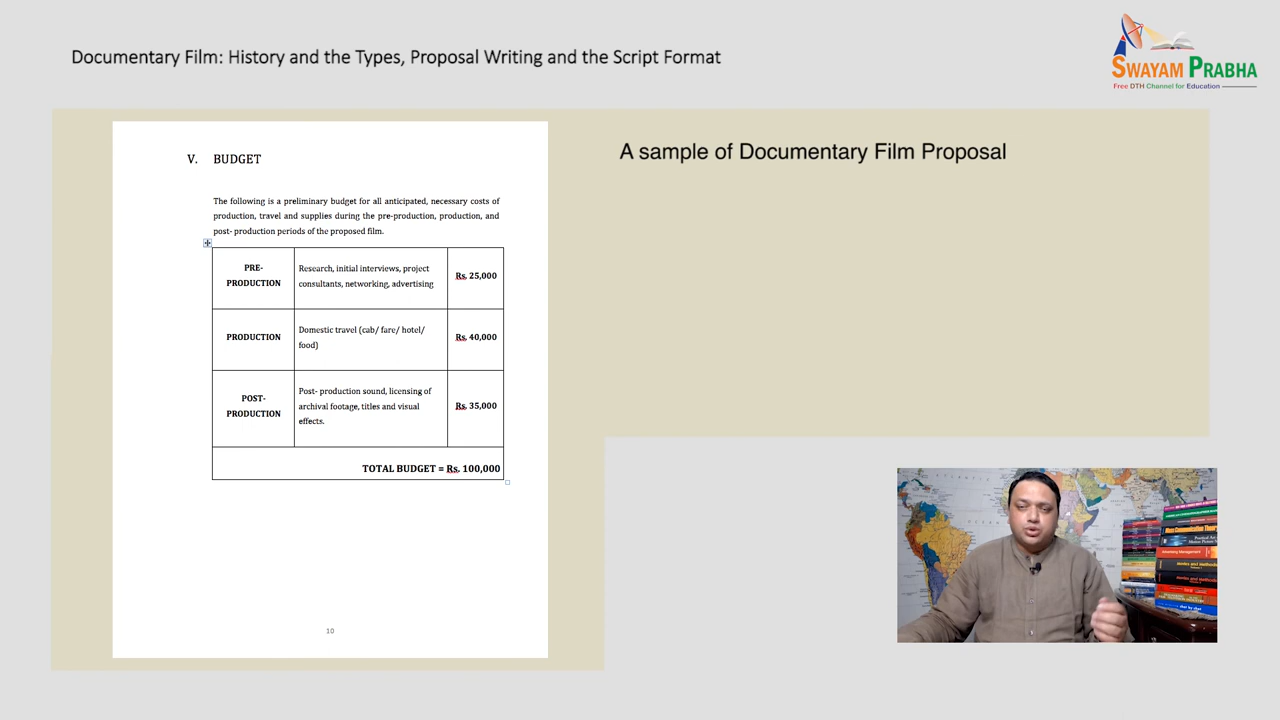 Documentary Film: History and the Types, Proposal Writing and the Script Format
SWAYAM PRABHA
Free DTH Channel for Education
A sample of Documentary Film Proposal
V. BUDGET
The following is a preliminary budget for all anticipated, necessary costs of
production, travel and supplies during the pre-production, production, and
post- production periods of the proposed film.
PRE-
PRODUCTION
Research, initial interviews, project
consultants, networking, advertising
Rs. 25,000
PRODUCTION
Domestic travel (cab/ fare/ hotel/
food)
Rs. 40,000
POST-
PRODUCTION
Post- production sound, licensing of
archival footage, titles and visual
effects.
Rs. 35,000
TOTAL BUDGET = Rs. 100,000
10